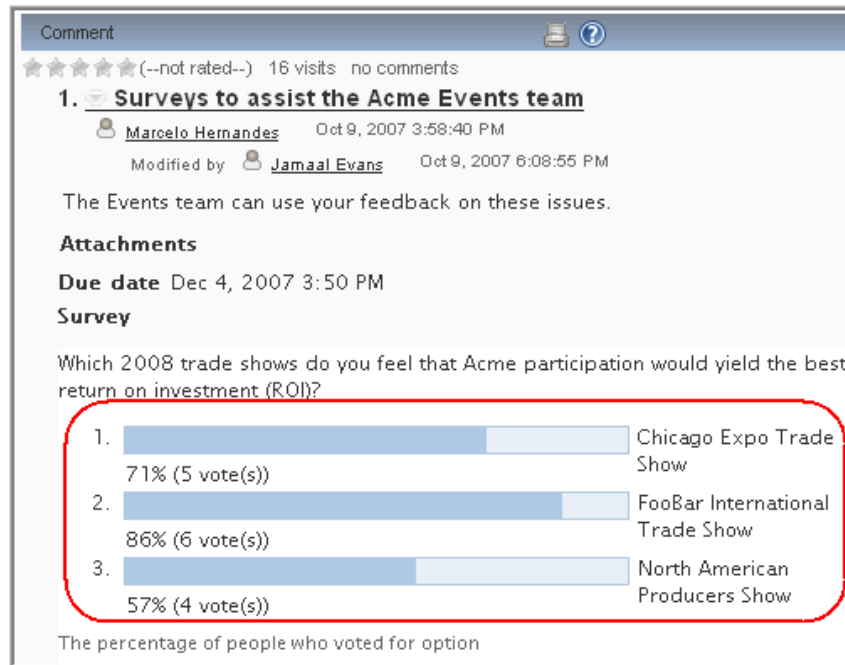 Comment
(--not rated--) 16 visits no comments
1. Surveys to assist the Acme Events team
Marcelo Hernandes Oct 9, 2007 3:58:40 PM
Modified by Jamaal Evans Oct 9, 2007 6:08:55 PM
The Events team can use your feedback on these issues.
Attachments
Due date Dec 4, 2007 3:50 PM
Survey
Which 2008 trade shows do you feel that Acme participation would yield the best
return on investment (ROI)?
1. Chicago Expo Trade
Show
71% (5 vote(s))
2. FooBar International
Trade Show
86% (6 vote(s))
3. North American
Producers Show
57% (4 vote(s))
The percentage of people who voted for option